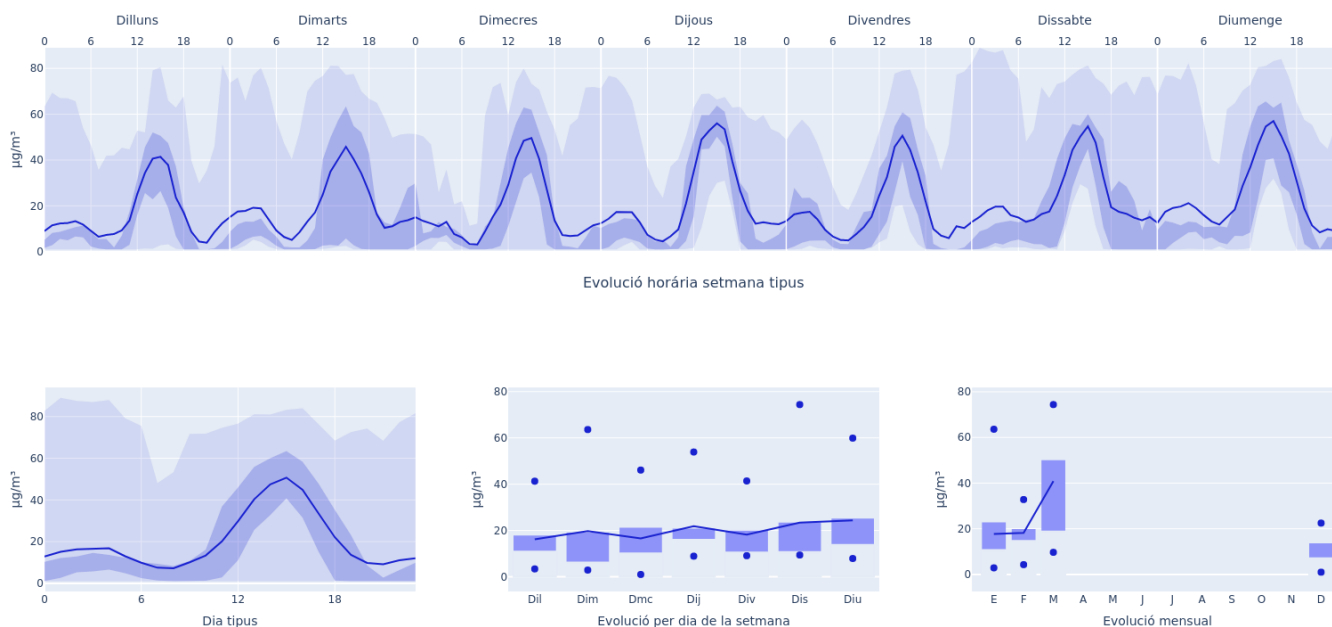 Dilluns Dimarts Dimecres Dijous Divendres Dissabte Diumenge
0 6 12 18 0 6 12 18 0 6 12 18 0 6 12 18 0 6 12 18 0 6 12 18 0 6 12 18
80
60
40
20
0
µg/m³
Evolució horária setmana tipus
80
60
40
20
0
µg/m³
0 6 12 18
Dia tipus
80
60
40
20
0
µg/m³
Dil Dim Dmc Dij Div Dis Diu
Evolució per dia de la setmana
80
60
40
20
0
µg/m³
E F M A M J J A S O N D
Evolució mensual